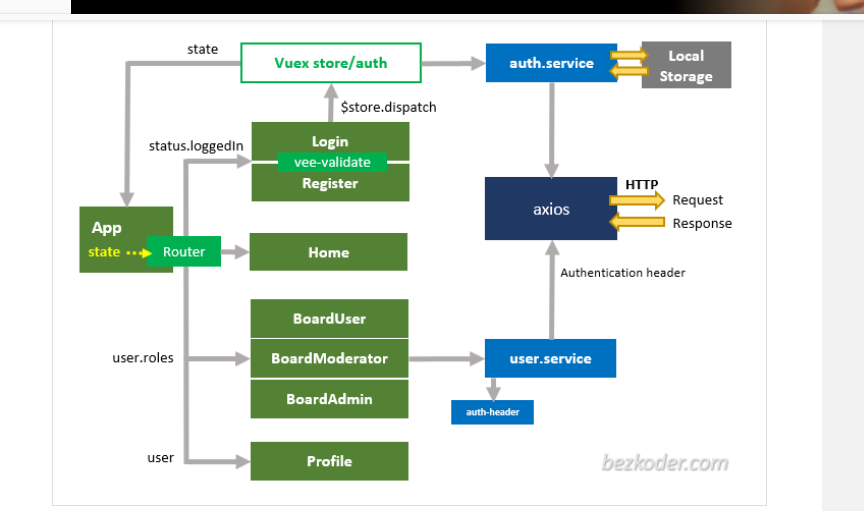 state
Vuex store/auth
auth.service
Local
Storage
$store.dispatch
status.loggedIn
Login
vee-validate
Register
HTTP
Request
Response
axios
App
state
Router
Home
Authentication header
BoardUser
user.roles
BoardModerator
user.service
BoardAdmin
auth-header
user
Profile
bezkoder.com